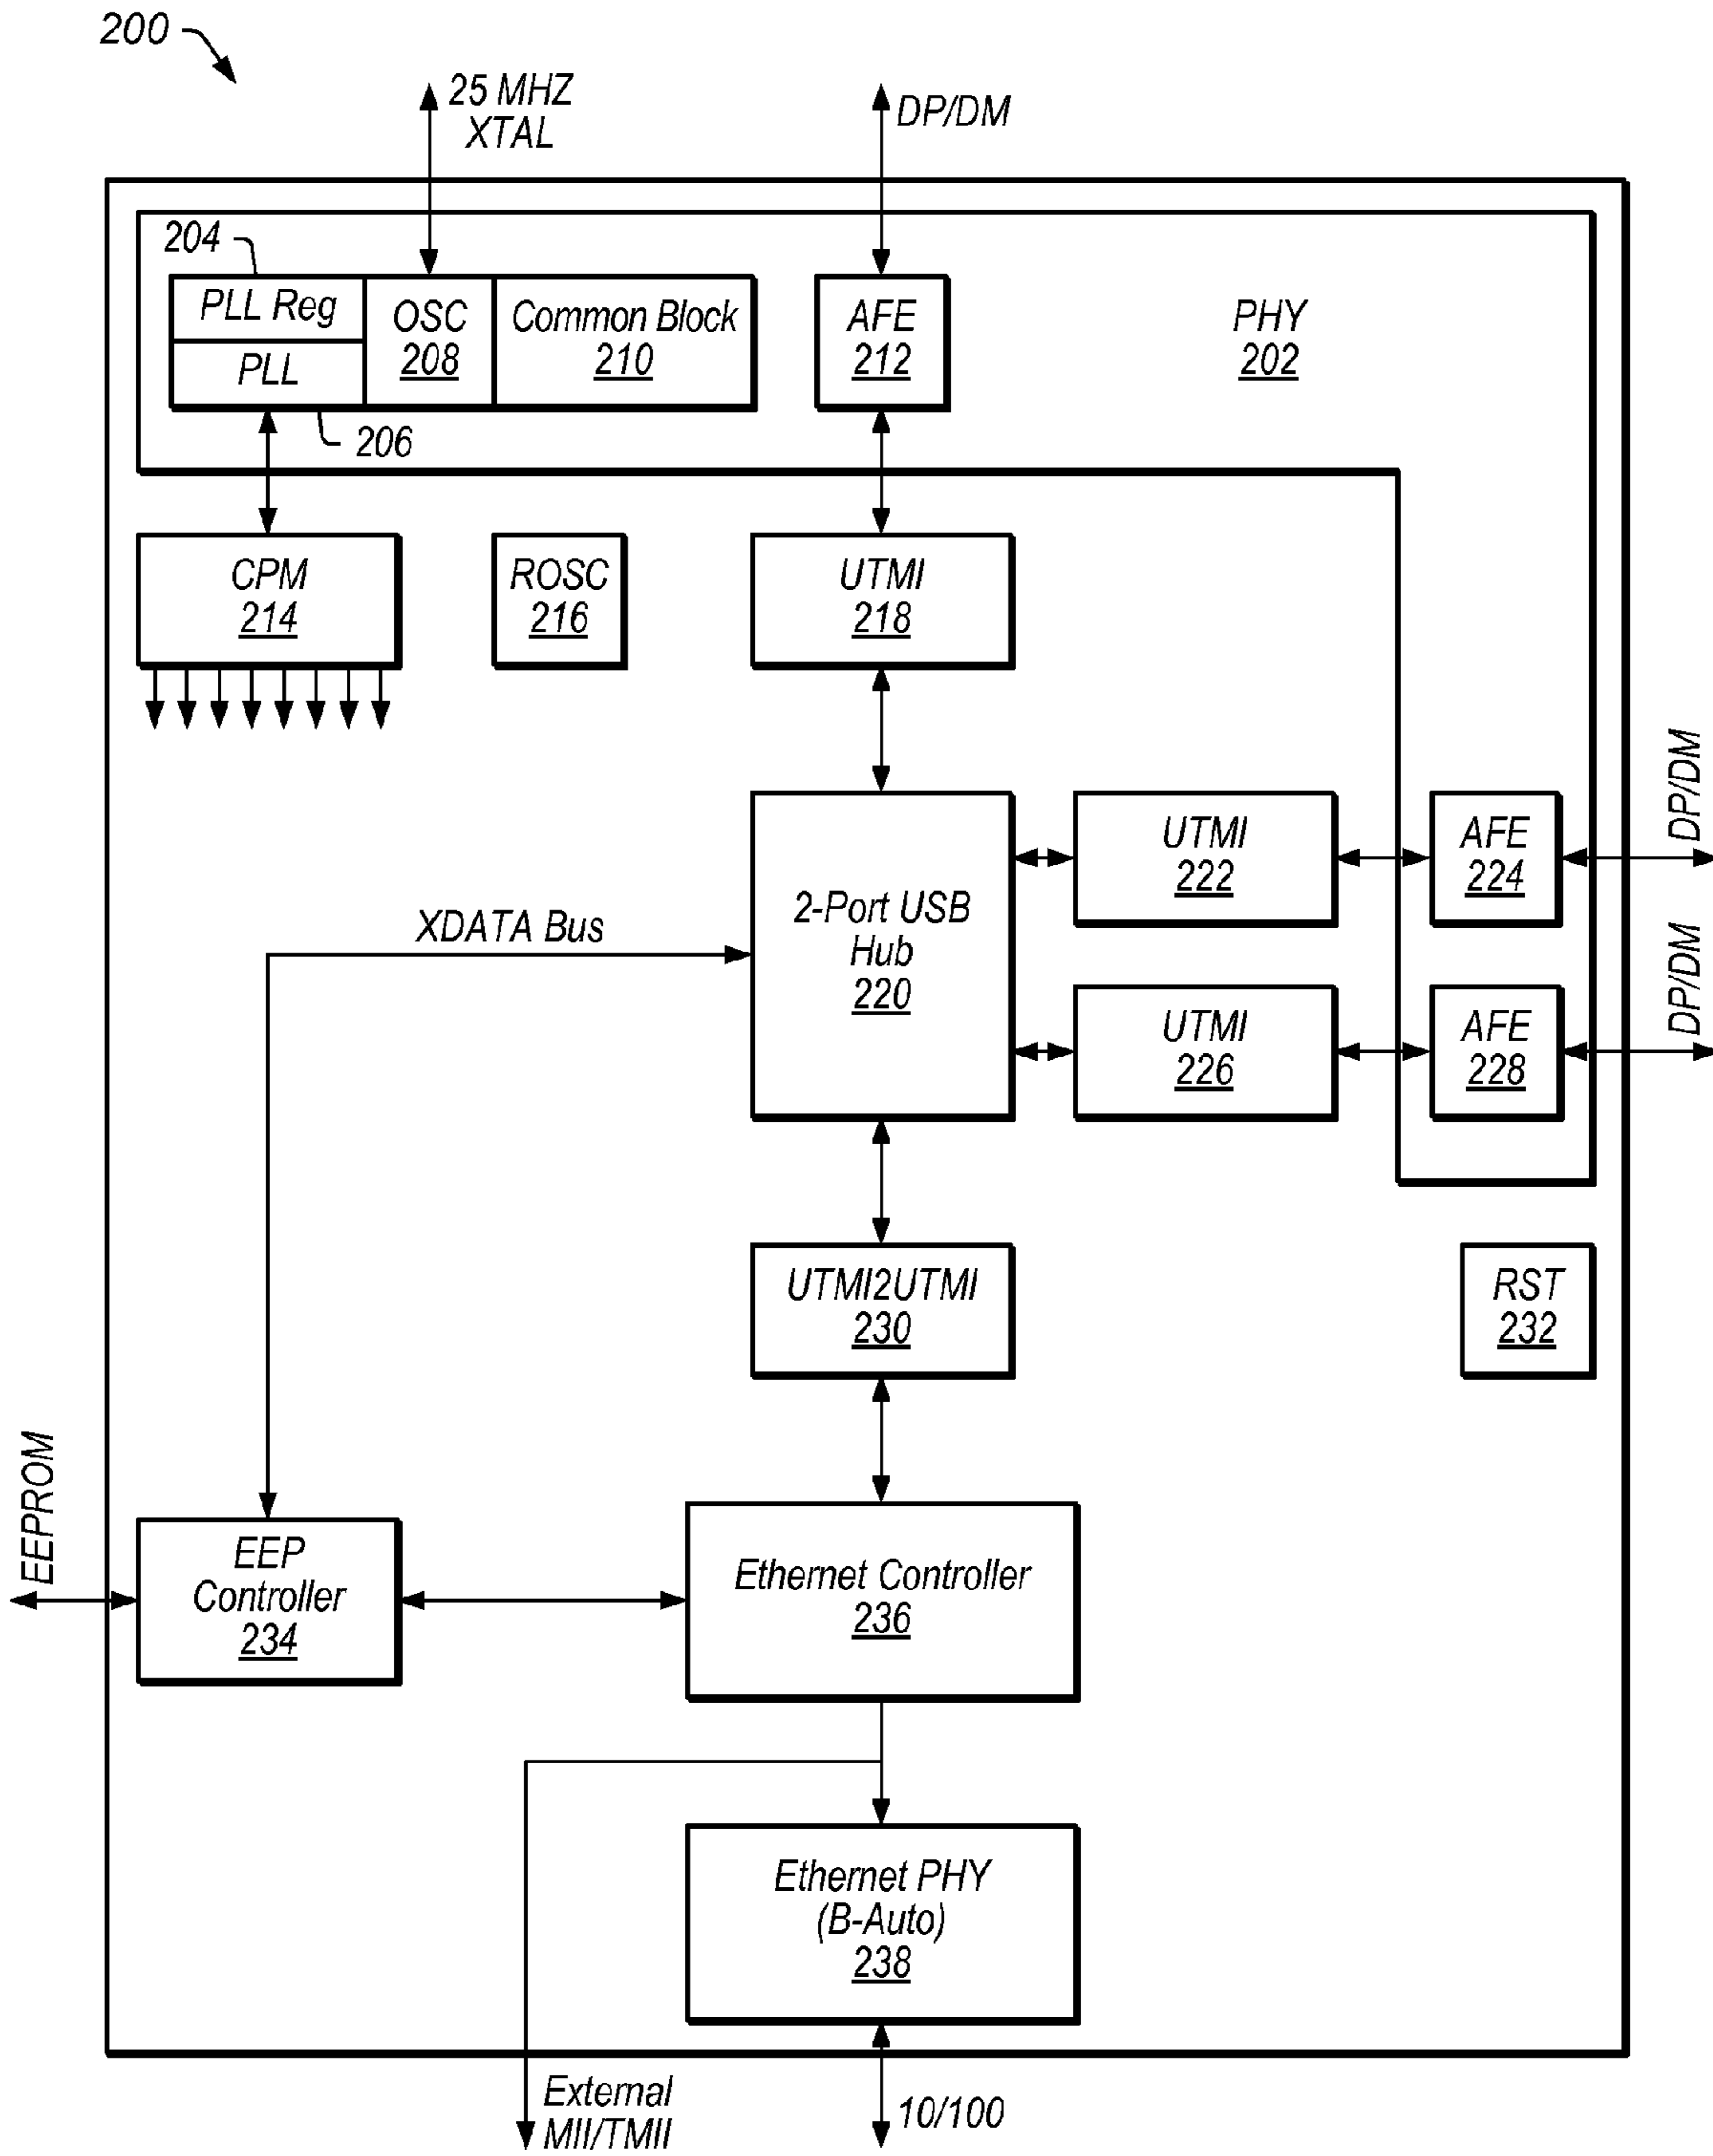 200
25 MHZ
XTAL
DP/DM
204
PLL Reg
PLL
206
OSC
208
Common Block
210
AFE
212
PHY
202
CPM
214
ROSC
216
UTMI
218
2-Port USB
Hub
220
UTMI
222
AFE
224
DP/DM
XDATA Bus
UTMI
226
AFE
228
DP/DM
UTMI2UTMI
230
RST
232
EEPROM
EEP
Controller
234
Ethernet Controller
236
Ethernet PHY
(B-Auto)
238
External
MII/TMII
10/100